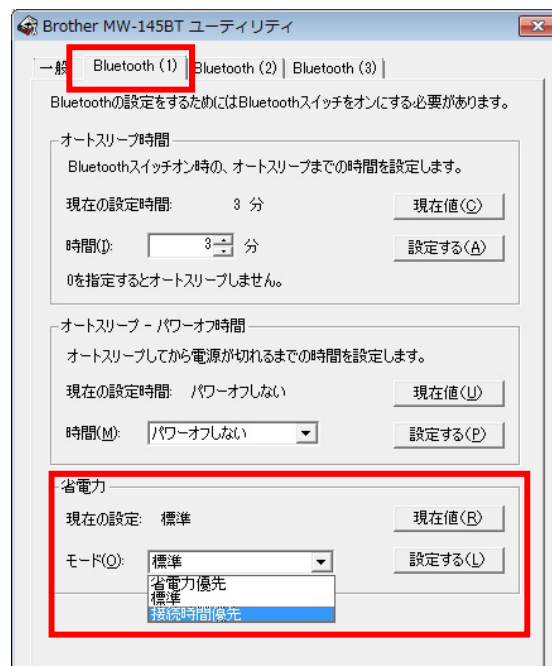 Brother MW-145BT ユーティリティ
一般 Bluetooth (1) Bluetooth (2) Bluetooth (3)
Bluetoothの設定をするためにはBluetoothスイッチをオンにする必要があります。
オートスリープ時間
Bluetoothスイッチオン時の、オートスリープまでの時間を設定します。
現在の設定時間: 3 分 現在値(C)
時間(I): 3 分 設定する(A)
0を指定するとオートスリープしません。
オートスリープ - パワーオフ時間
オートスリープしてから電源が切れるまでの時間を設定します。
現在の設定時間: パワーオフしない 現在値(U)
時間(M): パワーオフしない 設定する(P)
省電力
現在の設定: 標準 現在値(R)
モード(O): 標準 設定する(L)
省電力優先
標準
接続時間優先